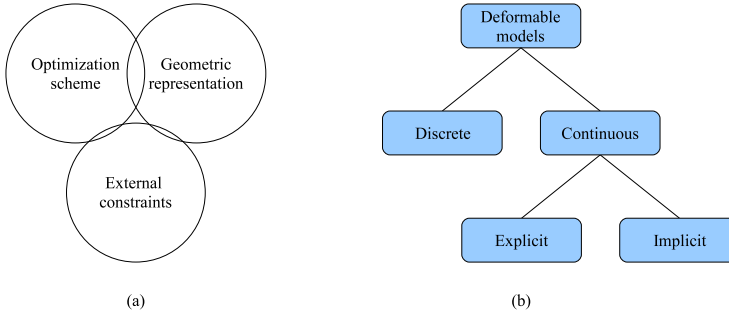 Optimization
scheme
Geometric
representation
External
constraints
(a)
Deformable
models
Discrete
Continuous
Explicit
Implicit
(b)